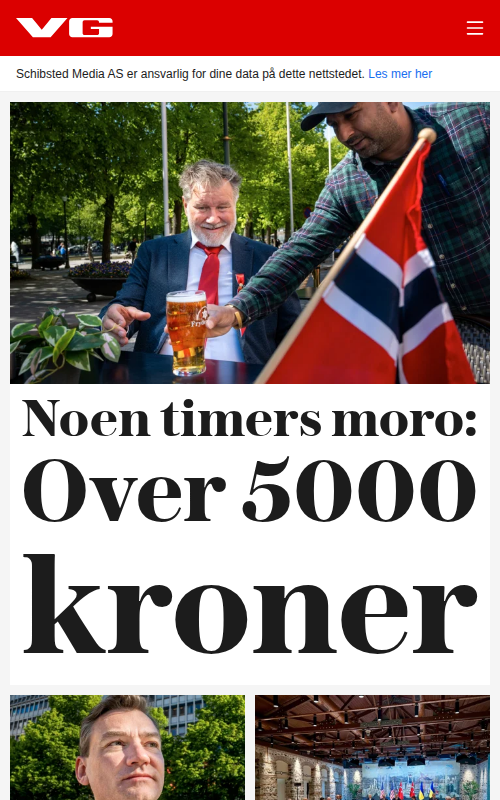 VG
Schibsted Media AS er ansvarlig for dine data på dette nettstedet. Les mer her
Noen timers moro:
Over 5000
kroner